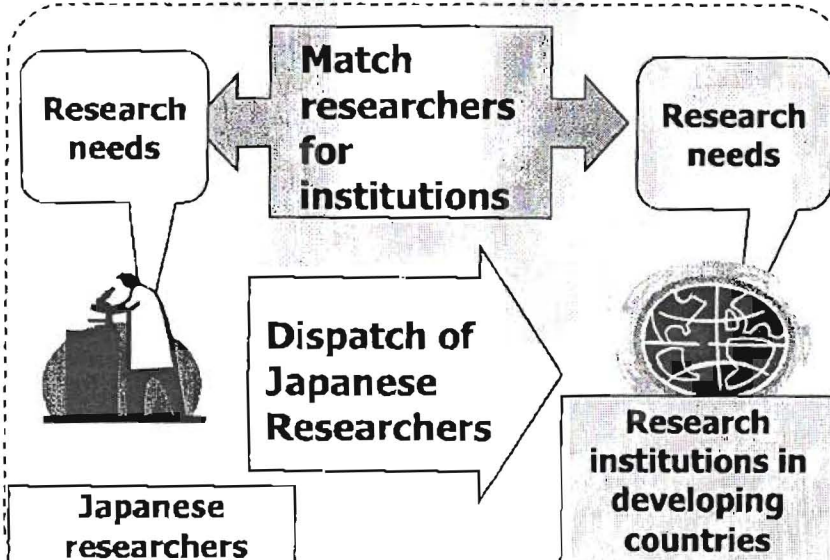 Research
needs
Match
researchers
for
institutions
Research
needs
Dispatch of
Japanese
Researchers
Japanese
researchers
Research
institutions in
developing
countries